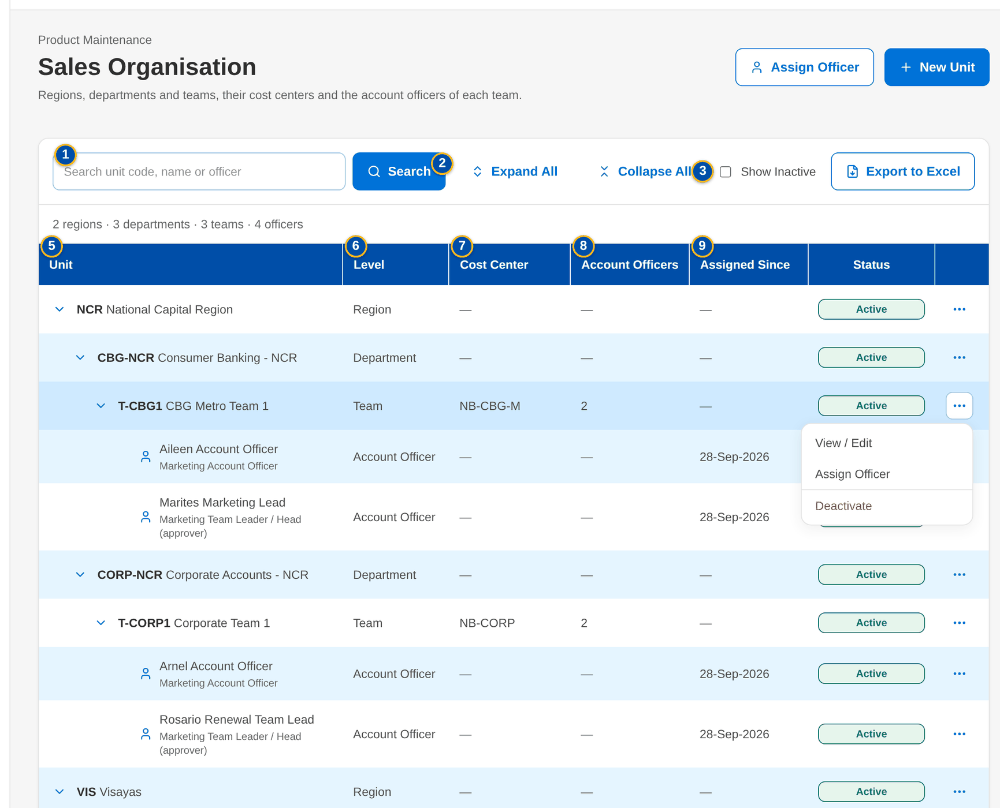 Product Maintenance
Sales Organisation
Regions, departments and teams, their cost centers and the account officers of each team.
Assign Officer
New Unit
1
Search unit code, name or officer
Search 2
Expand All
Collapse All 3
Show Inactive
Export to Excel
2 regions · 3 departments · 3 teams · 4 officers
5 6 7 8 9
Unit Level Cost Center Account Officers Assigned Since Status
NCR National Capital Region Region — — — Active
CBG-NCR Consumer Banking - NCR Department — — — Active
T-CBG1 CBG Metro Team 1 Team NB-CBG-M 2 — Active
View / Edit
Assign Officer
Deactivate
Aileen Account Officer
Marketing Account Officer
Account Officer — — 28-Sep-2026
Marites Marketing Lead
Marketing Team Leader / Head
(approver)
Account Officer — — 28-Sep-2026
CORP-NCR Corporate Accounts - NCR Department — — — Active
T-CORP1 Corporate Team 1 Team NB-CORP 2 — Active
Arnel Account Officer
Marketing Account Officer
Account Officer — — 28-Sep-2026 Active
Rosario Renewal Team Lead
Marketing Team Leader / Head
(approver)
Account Officer — — 28-Sep-2026 Active
VIS Visayas Region — — — Active